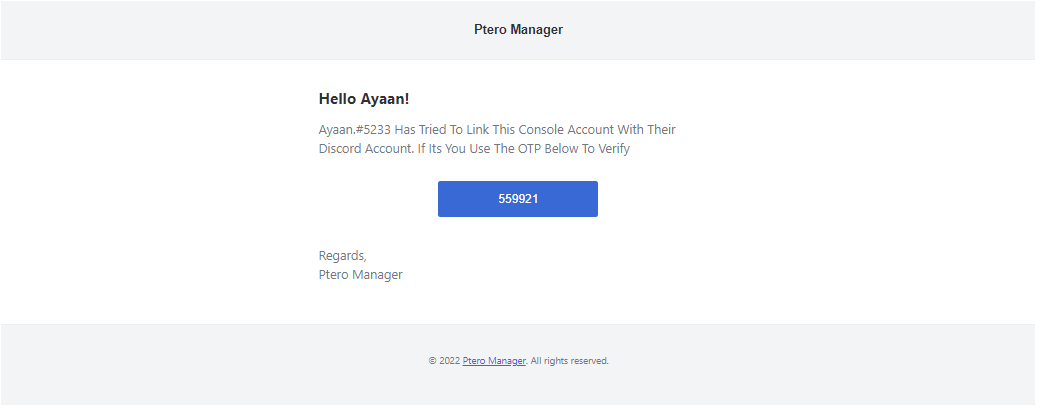 Ptero Manager
Hello Ayaan!
Ayaan.#5233 Has Tried To Link This Console Account With Their
Discord Account. If Its You Use The OTP Below To Verify
559921
Regards,
Ptero Manager
© 2022 Ptero Manager. All rights reserved.